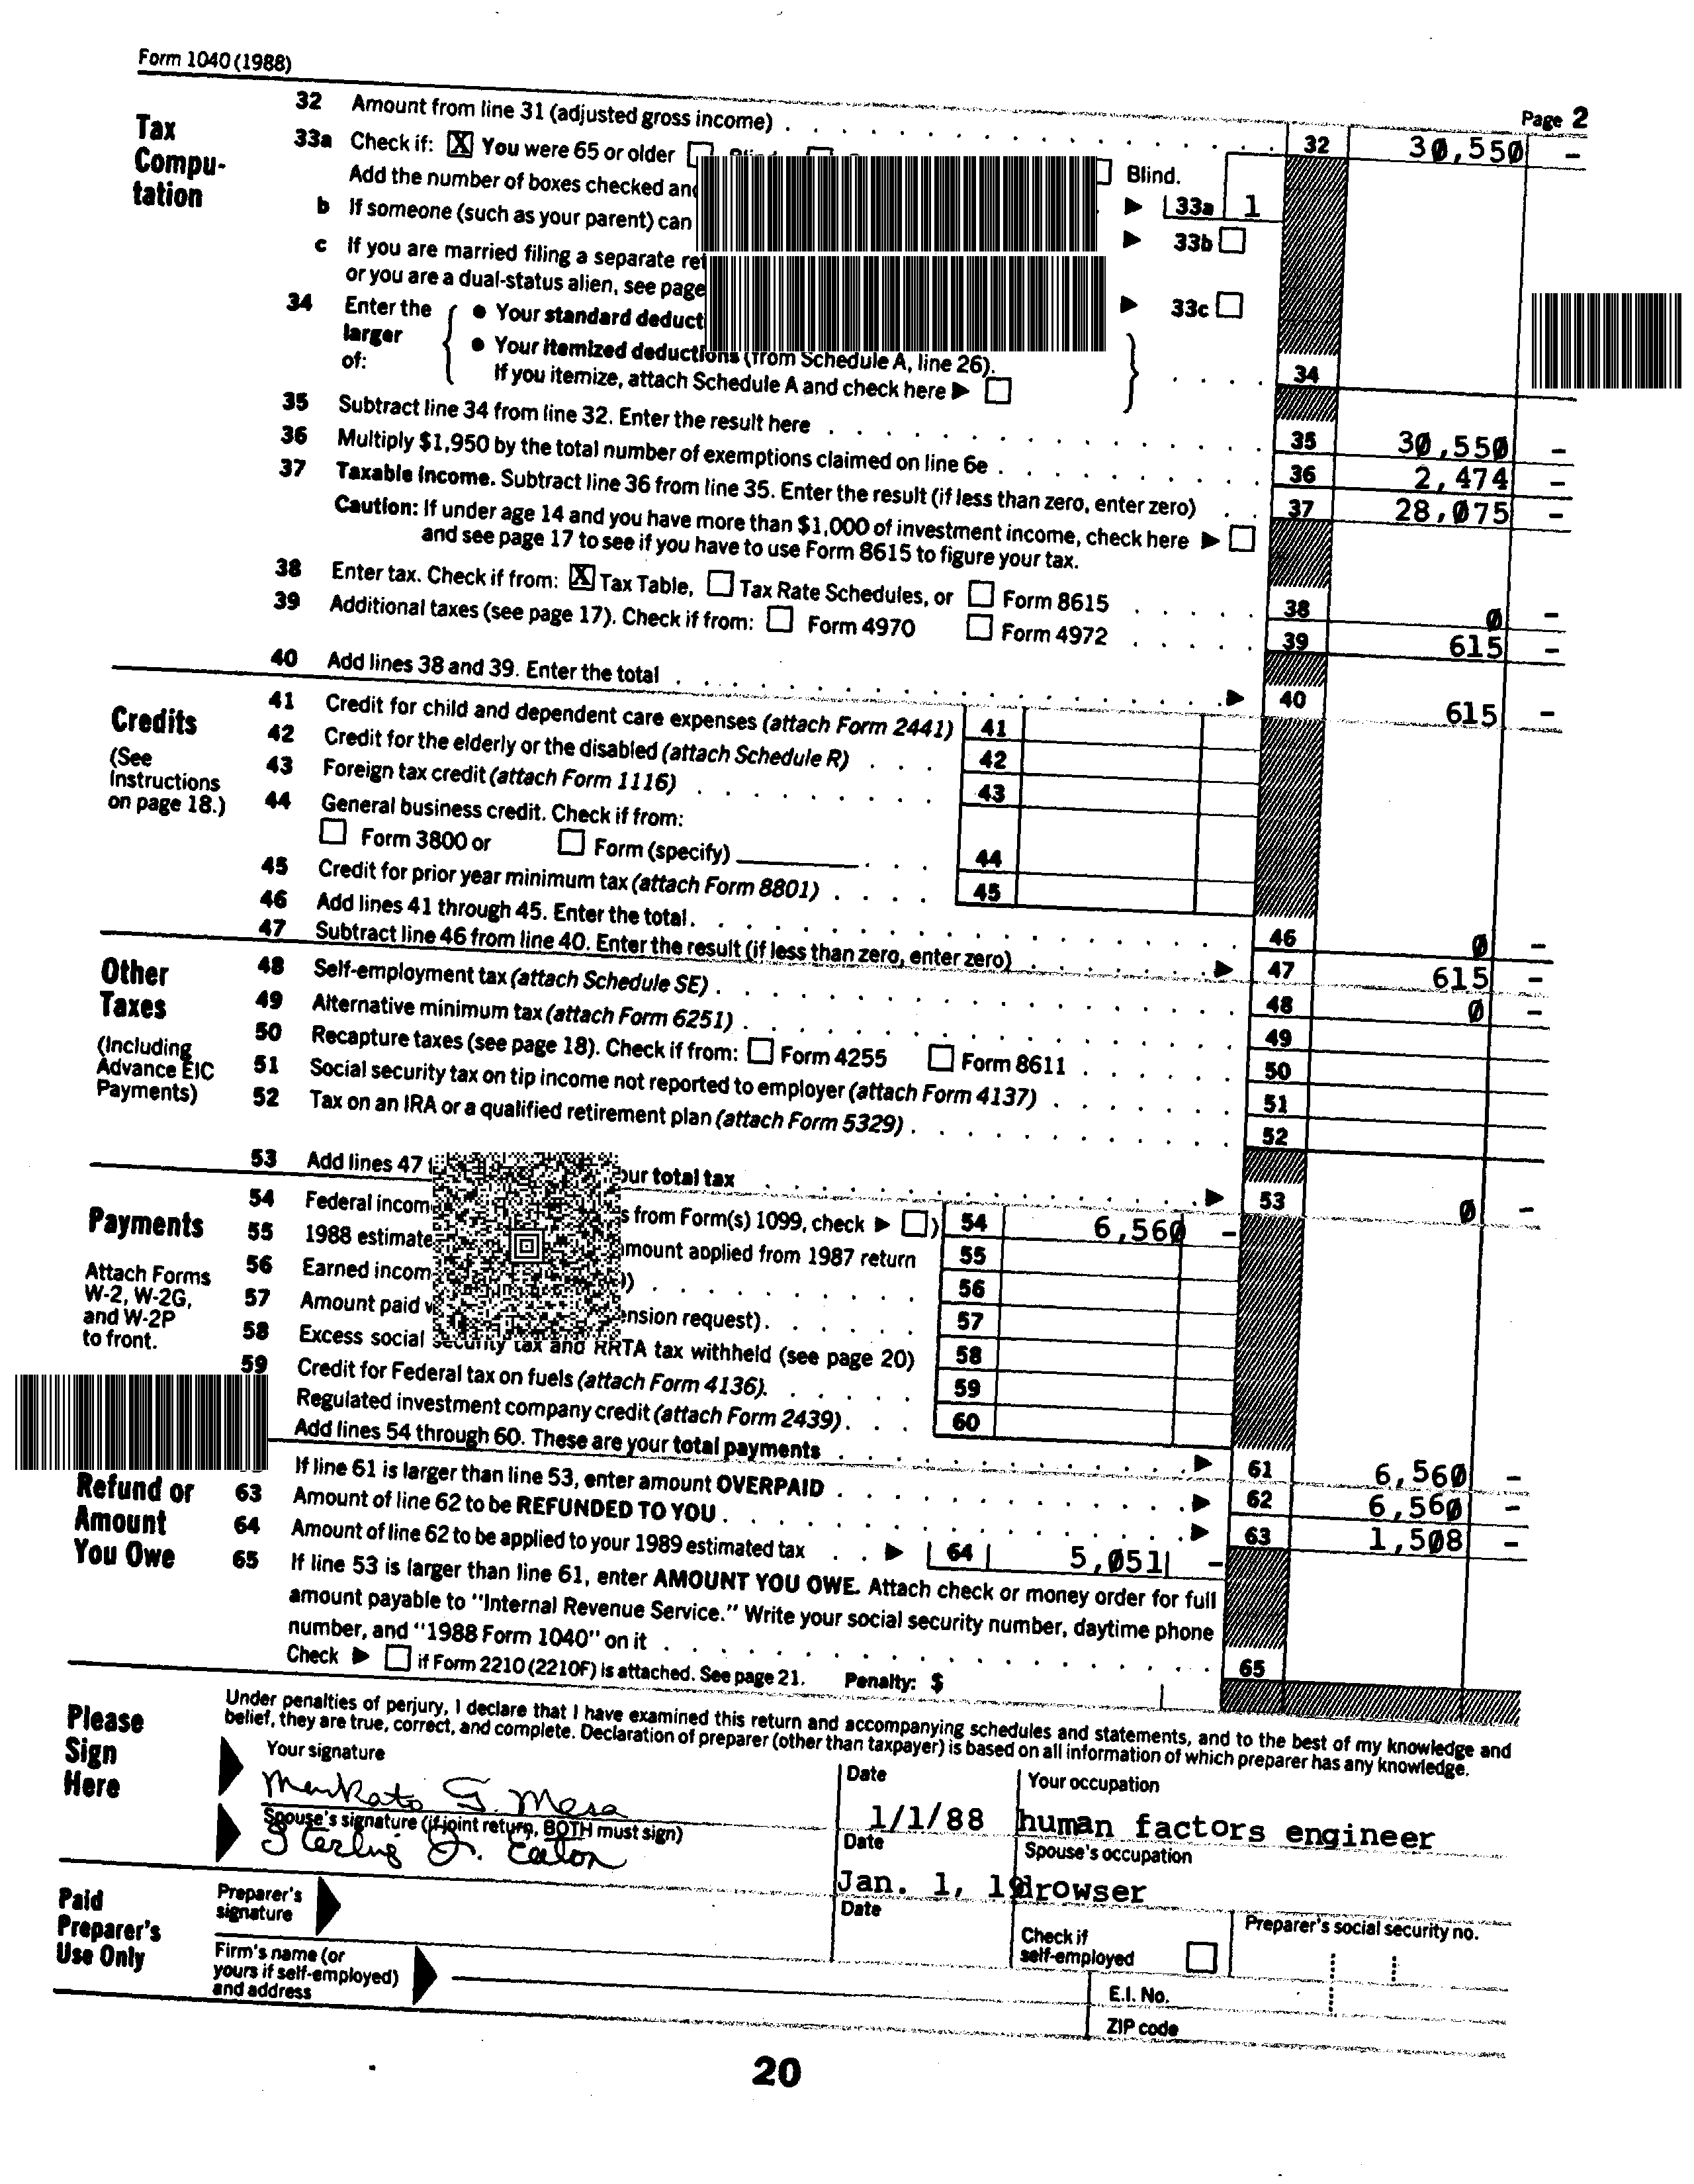 Form 1040 (1988)
Page 2
Tax
Compu-
tation
32 Amount from line 31 (adjusted gross income) . . . 32 30,550 –
33a Check if: [X] You were 65 or older
Blind.
Add the number of boxes checked and 33a 1
b If someone (such as your parent) can 33b
c If you are married filing a separate ret
or you are a dual-status alien, see page 33c
34 Enter the larger of:
• Your standard deduct
• Your itemized deductions (from Schedule A, line 26).
If you itemize, attach Schedule A and check here ▶ 34
35 Subtract line 34 from line 32. Enter the result here . . . 35 30,550 –
36 Multiply $1,950 by the total number of exemptions claimed on line 6e . . . 36 2,474 –
37 Taxable income. Subtract line 36 from line 35. Enter the result (if less than zero, enter zero) . . 37 28,075 –
Caution: If under age 14 and you have more than $1,000 of investment income, check here ▶
and see page 17 to see if you have to use Form 8615 to figure your tax.
38 Enter tax. Check if from: [X] Tax Table, Tax Rate Schedules, or Form 8615 . . . 38 0 –
39 Additional taxes (see page 17). Check if from: Form 4970 Form 4972 . . . 39 615 –
40 Add lines 38 and 39. Enter the total . . . ▶ 40 615 –
Credits
(See
Instructions
on page 18.)
41 Credit for child and dependent care expenses (attach Form 2441) 41
42 Credit for the elderly or the disabled (attach Schedule R) . . . 42
43 Foreign tax credit (attach Form 1116) . . . 43
44 General business credit. Check if from:
Form 3800 or Form (specify) . . . 44
45 Credit for prior year minimum tax (attach Form 8801) . . . 45
46 Add lines 41 through 45. Enter the total. . . . 46 0 –
47 Subtract line 46 from line 40. Enter the result (if less than zero, enter zero) . . . ▶ 47 615 –
Other
Taxes
(Including
Advance EIC
Payments)
48 Self-employment tax (attach Schedule SE) . . . 48 0 –
49 Alternative minimum tax (attach Form 6251) . . . 49
50 Recapture taxes (see page 18). Check if from: Form 4255 Form 8611 . . . 50
51 Social security tax on tip income not reported to employer (attach Form 4137) . . . 51
52 Tax on an IRA or a qualified retirement plan (attach Form 5329) . . . 52
53 Add lines 47 our total tax . . . ▶ 53 0 –
Payments
Attach Forms
W-2, W-2G,
and W-2P
to front.
54 Federal incom s from Form(s) 1099, check ▶ ) 54 6,560 –
55 1988 estimate mount applied from 1987 return 55
56 Earned incom ) . . . 56
57 Amount paid ension request). . . . 57
58 Excess social security tax and RRTA tax withheld (see page 20) 58
59 Credit for Federal tax on fuels (attach Form 4136). . . . 59
Regulated investment company credit (attach Form 2439). . . 60
Add lines 54 through 60. These are your total payments . . . ▶ 61 6,560 –
Refund or
Amount
You Owe
If line 61 is larger than line 53, enter amount OVERPAID . . . ▶ 62 6,560 –
63 Amount of line 62 to be REFUNDED TO YOU . . . ▶ 63 1,508 –
64 Amount of line 62 to be applied to your 1989 estimated tax . . ▶ 64 5,051 –
65 If line 53 is larger than line 61, enter AMOUNT YOU OWE. Attach check or money order for full
amount payable to "Internal Revenue Service." Write your social security number, daytime phone
number, and "1988 Form 1040" on it . . . 65
Check ▶ if Form 2210 (2210F) is attached. See page 21. Penalty: $
Please
Sign
Here
Under penalties of perjury, I declare that I have examined this return and accompanying schedules and statements, and to the best of my knowledge and
belief, they are true, correct, and complete. Declaration of preparer (other than taxpayer) is based on all information of which preparer has any knowledge.
Your signature Date Your occupation
Mankato G. Mesa 1/1/88 human factors engineer
Spouse's signature (if joint return, BOTH must sign) Date Spouse's occupation
Sterling J. Eaton Jan. 1, 19 drowser
Paid
Preparer's
Use Only
Preparer's
signature
Date
Check if
self-employed
Preparer's social security no.
Firm's name (or
yours if self-employed)
and address
E.I. No.
ZIP code
20